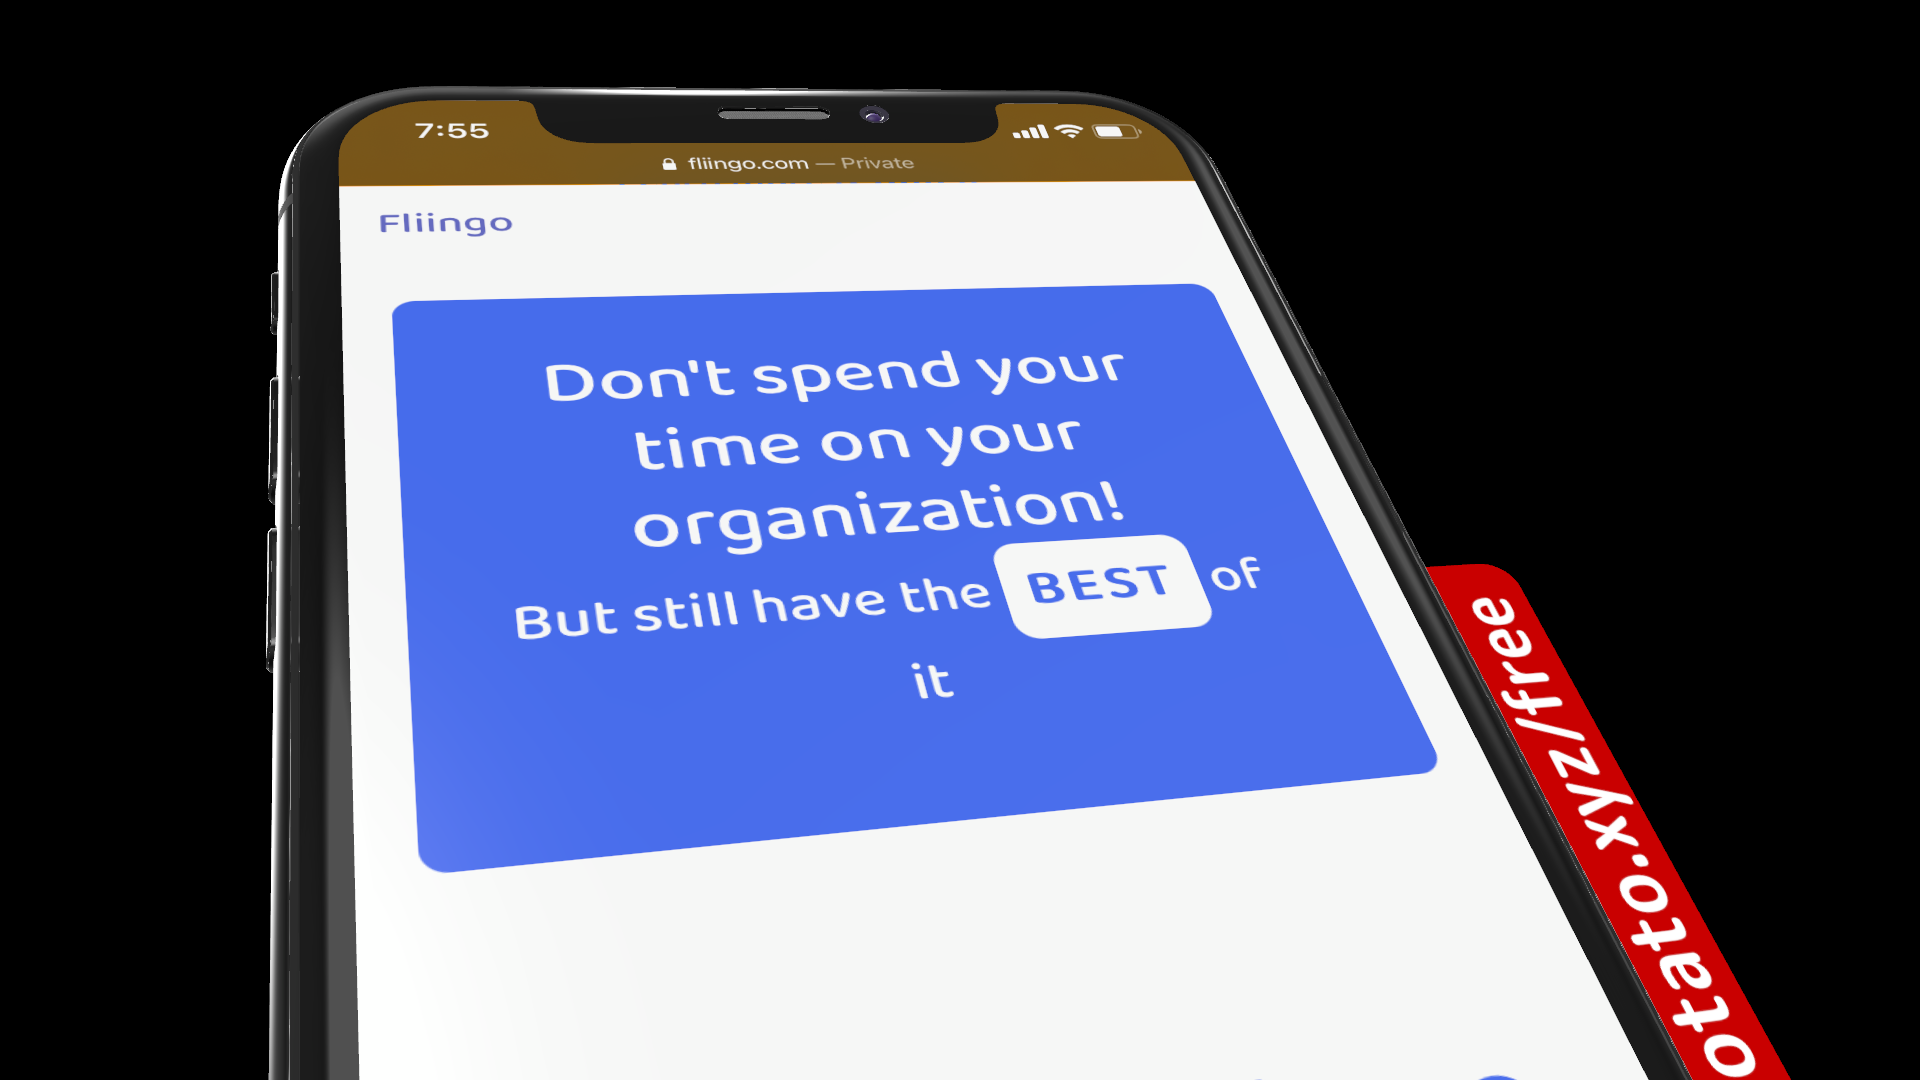 7:55
fliingo.com — Private
Fliingo
Don't spend your
time on your
organization!
But still have the BEST of
it
otato.xyz/free